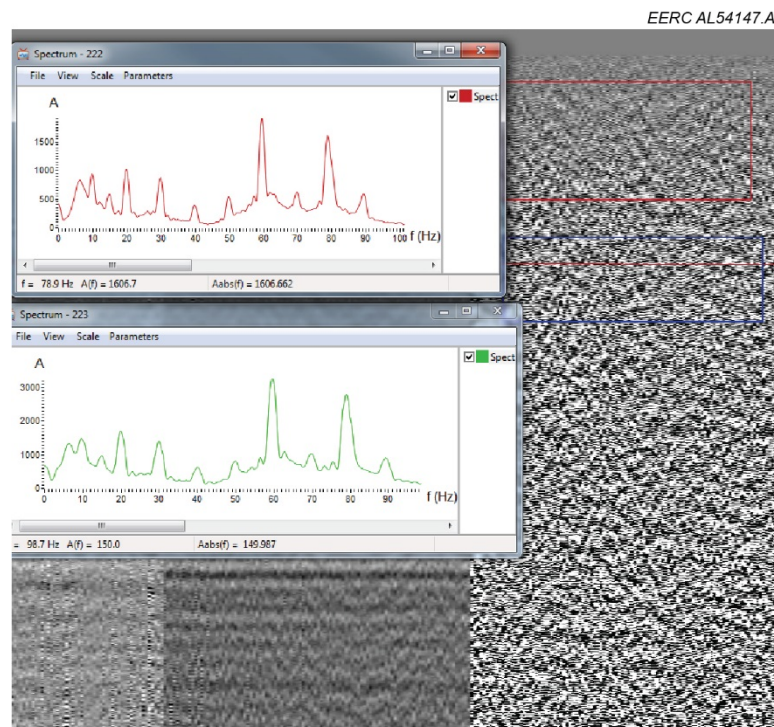 EERC AL54147.A
Spectrum - 222
File View Scale Parameters
A
Spect
1500
1000
500
0
0 10 20 30 40 50 60 70 80 90 100 f (Hz)
f = 78.9 Hz A(f) = 1606.7 Aabs(f) = 1606.662
Spectrum - 223
File View Scale Parameters
A
Spect
3000
2000
1000
0
0 10 20 30 40 50 60 70 80 90 f (Hz)
= 98.7 Hz A(f) = 150.0 Aabs(f) = 149.987